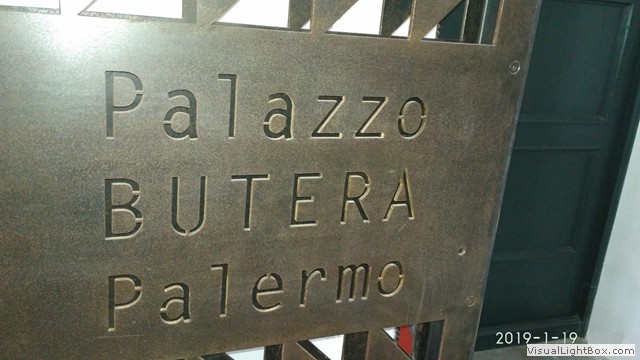 Palazzo
BUTERA
Palermo
2019-1-19
VisualLightBox.com